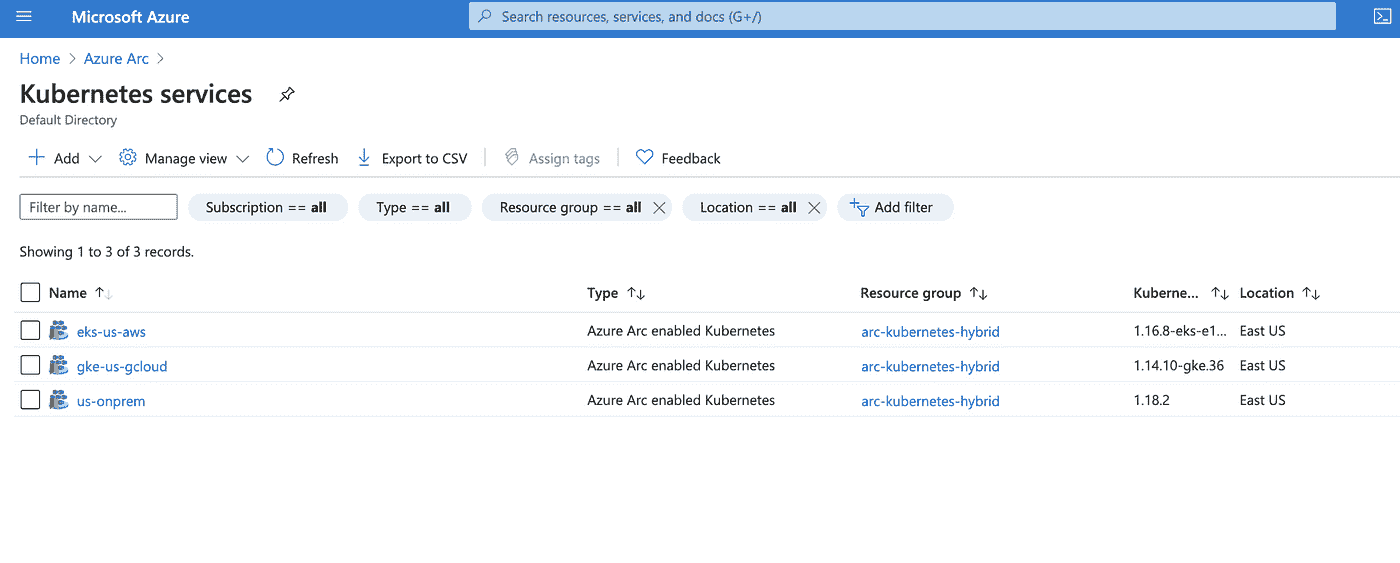 Microsoft Azure
Search resources, services, and docs (G+/)
Home > Azure Arc >
Kubernetes services
Default Directory
Add Manage view Refresh Export to CSV Assign tags Feedback
Filter by name... Subscription == all Type == all Resource group == all Location == all Add filter
Showing 1 to 3 of 3 records.
Name Type Resource group Kuberne... Location
eks-us-aws Azure Arc enabled Kubernetes arc-kubernetes-hybrid 1.16.8-eks-e1... East US
gke-us-gcloud Azure Arc enabled Kubernetes arc-kubernetes-hybrid 1.14.10-gke.36 East US
us-onprem Azure Arc enabled Kubernetes arc-kubernetes-hybrid 1.18.2 East US